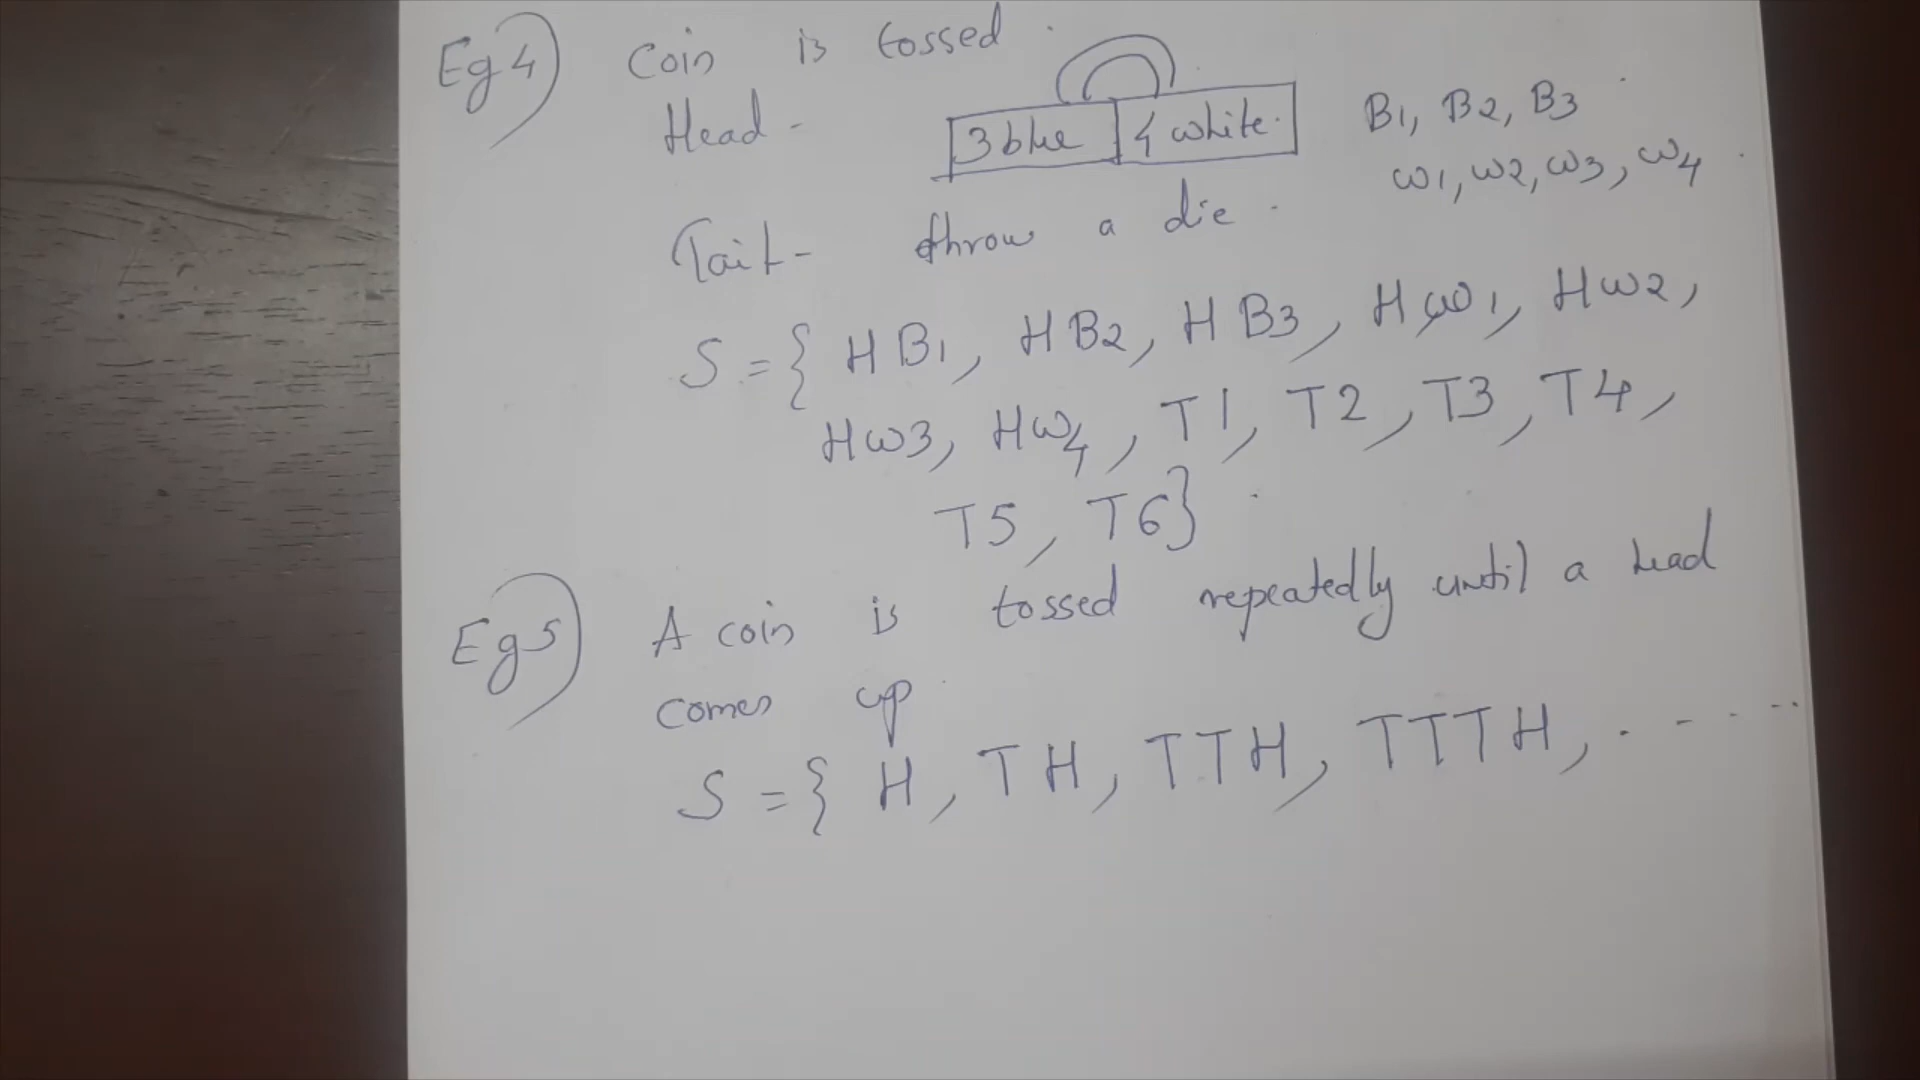 Eg 4) Coin is tossed.
Head - 3 blue 4 white. B1, B2, B3
W1, W2, W3, W4
Tail - throw a die.
S = { HB1, HB2, HB3, HW1, HW2,
HW3, HW4, T1, T2, T3, T4,
T5, T6}
Eg 5) A coin is tossed repeatedly until a head
comes up
S = { H, TH, TTH, TTTH, . - - . . .